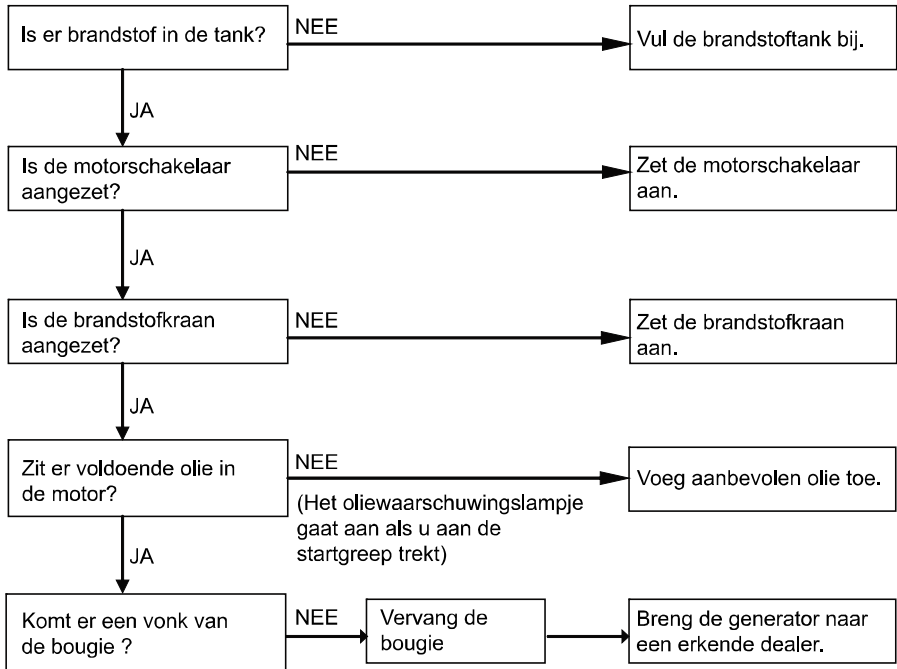 Is er brandstof in de tank?
NEE
Vul de brandstoftank bij.
JA
Is de motorschakelaar
aangezet?
NEE
Zet de motorschakelaar
aan.
JA
Is de brandstofkraan
aangezet?
NEE
Zet de brandstofkraan
aan.
JA
Zit er voldoende olie in
de motor?
NEE
(Het oliewaarschuwingslampje
gaat aan als u aan de
startgreep trekt)
Voeg aanbevolen olie toe.
JA
Komt er een vonk van
de bougie ?
NEE
Vervang de
bougie
Breng de generator naar
een erkende dealer.